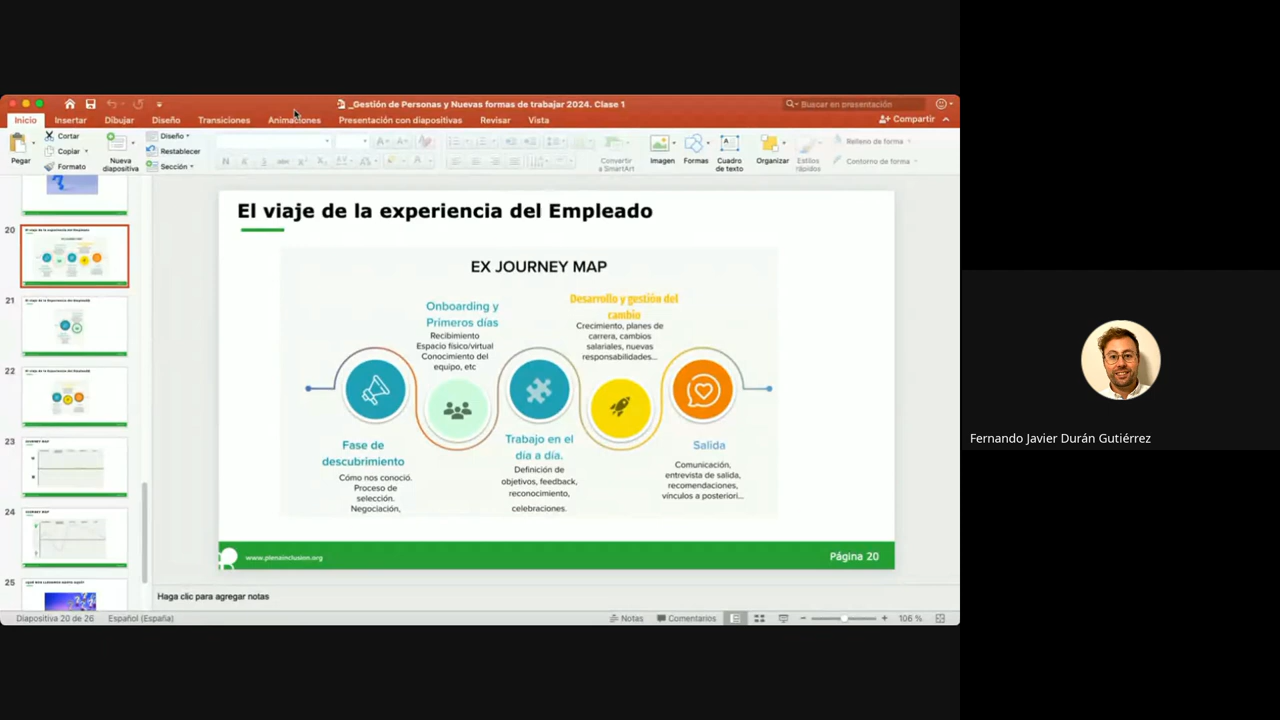 _Gestión de Personas y Nuevas formas de trabajar 2024. Clase 1
Buscar en presentación
Inicio
Insertar
Dibujar
Diseño
Transiciones
Animaciones
Presentación con diapositivas
Revisar
Vista
Compartir
Pegar
Cortar
Copiar
Formato
Nueva
diapositiva
Diseño
Restablecer
Sección
Convertir
a SmartArt
Imagen
Formas
Cuadro
de texto
Organizar
Estilos
rápidos
Relleno de forma
Contorno de forma
20
21
22
23
24
25
El viaje de la experiencia del Empleado
EX JOURNEY MAP
Onboarding y
Primeros días
Recibimiento
Espacio físico/virtual
Conocimiento del
equipo, etc
Desarrollo y gestión del
cambio
Crecimiento, planes de
carrera, cambios
salariales, nuevas
responsabilidades...
Fase de
descubrimiento
Cómo nos conoció.
Proceso de
selección.
Negociación,
Trabajo en el
día a día.
Definición de
objetivos, feedback,
reconocimiento,
celebraciones.
Salida
Comunicación,
entrevista de salida,
recomendaciones,
vínculos a posteriori...
www.plenainclusion.org
Página 20
Haga clic para agregar notas
Diapositiva 20 de 26
Español (España)
Notas
Comentarios
106 %
Fernando Javier Durán Gutiérrez